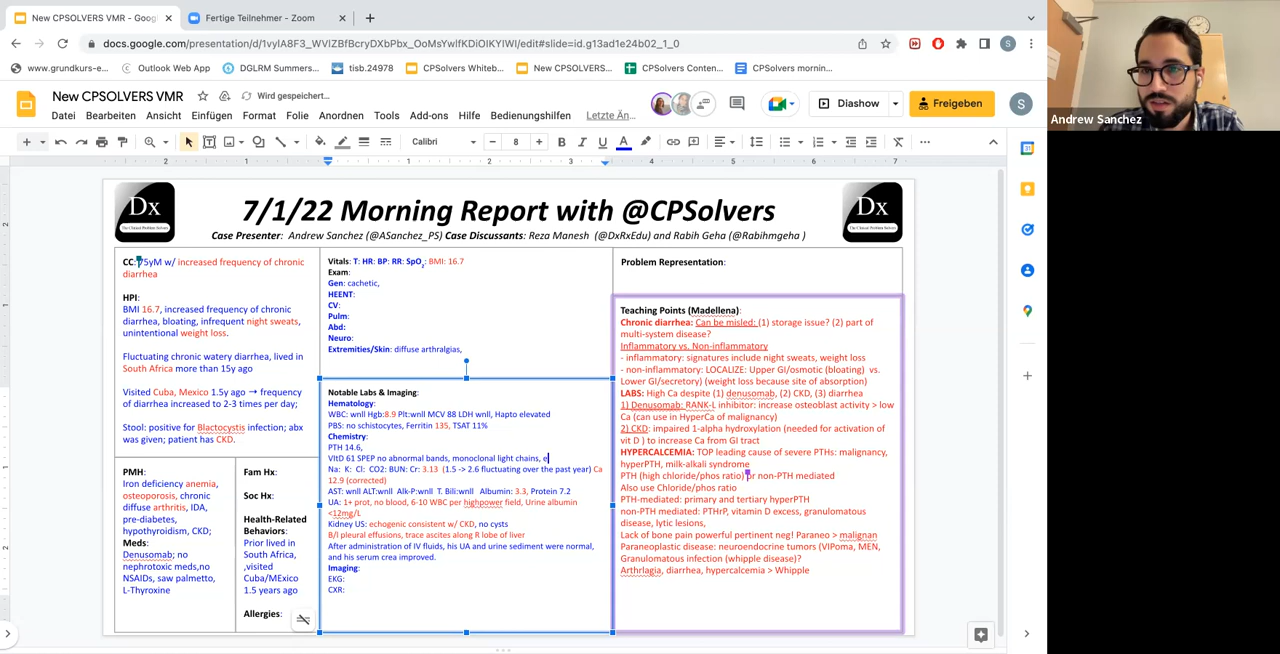 New CPSOLVERS VMR - Goog
Fertige Teilnehmer - Zoom
docs.google.com/presentation/d/1vyIA8F3_WVIZBfBcryDXbPbx_OoMsYwlfKDiOIKYIWI/edit#slide=id.g13ad1e24b02_1_0
www.grundkurs-e...
Outlook Web App
DGLRM Summers...
tisb.24978
CPSolvers Whiteb...
New CPSOLVERS...
CPSolvers Conten...
CPSolvers mornin...
New CPSOLVERS VMR
Wird gespeichert...
Datei Bearbeiten Ansicht Einfügen Format Folie Anordnen Tools Add-ons Hilfe Bedienungshilfen Letzte Än...
Diashow
Freigeben
S
Calibri
8
Andrew Sanchez
Dx
The Clinical Problem Solvers
7/1/22 Morning Report with @CPSolvers
Case Presenter: Andrew Sanchez (@ASanchez_PS) Case Discussants: Reza Manesh (@DxRxEdu) and Rabih Geha (@Rabihmgeha )
Dx
The Clinical Problem Solvers
CC: 75yM w/ increased frequency of chronic
diarrhea
HPI:
BMI 16.7, increased frequency of chronic
diarrhea, bloating, infrequent night sweats,
unintentional weight loss.
Fluctuating chronic watery diarrhea, lived in
South Africa more than 15y ago
Visited Cuba, Mexico 1.5y ago → frequency
of diarrhea increased to 2-3 times per day;
Stool: positive for Blactocystis infection; abx
was given; patient has CKD.
PMH:
Iron deficiency anemia,
osteoporosis, chronic
diffuse arthritis, IDA,
pre-diabetes,
hypothyroidism, CKD;
Meds:
Denusomab; no
nephrotoxic meds,no
NSAIDs, saw palmetto,
L-Thyroxine
Fam Hx:
Soc Hx:
Health-Related
Behaviors:
Prior lived in
South Africa,
,visited
Cuba/MExico
1.5 years ago
Allergies:
Vitals: T: HR: BP: RR: SpO2: BMI: 16.7
Exam:
Gen: cachetic,
HEENT:
CV:
Pulm:
Abd:
Neuro:
Extremities/Skin: diffuse arthralgias,
Notable Labs & Imaging:
Hematology:
WBC: wnl Hgb:8.9 Plt:wnll MCV 88 LDH wnll, Hapto elevated
PBS: no schistocytes, Ferritin 135, TSAT 11%
Chemistry:
PTH 14.6,
VItD 61 SPEP no abnormal bands, monoclonal light chains, e
Na: K: Cl: CO2: BUN: Cr: 3.13 (1.5 -> 2.6 fluctuating over the past year) Ca
12.9 (corrected)
AST: wnll ALT:wnll Alk-P:wnll T. Bili:wnll Albumin: 3.3, Protein 7.2
UA: 1+ prot, no blood, 6-10 WBC per highpower field, Urine albumin
<12mg/L
Kidney US: echogenic consistent w/ CKD, no cysts
B/l pleural effusions, trace ascites along R lobe of liver
After administration of IV fluids, his UA and urine sediment were normal,
and his serum crea improved.
Imaging:
EKG:
CXR:
Problem Representation:
Teaching Points (Madellena):
Chronic diarrhea: Can be misled: (1) storage issue? (2) part of
multi-system disease?
Inflammatory vs. Non-inflammatory
- inflammatory: signatures include night sweats, weight loss
- non-inflammatory: LOCALIZE: Upper GI/osmotic (bloating) vs.
Lower GI/secretory) (weight loss because site of absorption)
LABS: High Ca despite (1) denusomab, (2) CKD, (3) diarrhea
1) Denusomab: RANK-L inhibitor: increase osteoblast activity > low
Ca (can use in HyperCa of malignancy)
2) CKD: impaired 1-alpha hydroxylation (needed for activation of
vit D ) to increase Ca from GI tract
HYPERCALCEMIA: TOP leading cause of severe PTHs: malignancy,
hyperPTH, milk-alkali syndrome
PTH (high chloride/phos ratio) or non-PTH mediated
Also use Chloride/phos ratio
PTH-mediated: primary and tertiary hyperPTH
non-PTH mediated: PTHrP, vitamin D excess, granulomatous
disease, lytic lesions,
Lack of bone pain powerful pertinent neg! Paraneo > malignan
Paraneoplastic disease: neuroendocrine tumors (VIPoma, MEN,
Granulomatous infection (whipple disease)?
Arthrlagia, diarrhea, hypercalcemia > Whipple